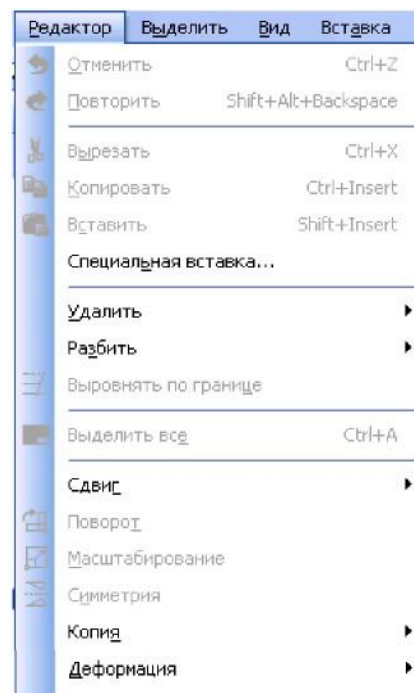 Редактор Выделить Вид Вставка
Отменить Ctrl+Z
Повторить Shift+Alt+Backspace
Вырезать Ctrl+X
Копировать Ctrl+Insert
Вставить Shift+Insert
Специальная вставка...
Удалить
Разбить
Выровнять по границе
Выделить все Ctrl+A
Сдвиг
Поворот
Масштабирование
Симметрия
Копия
Деформация